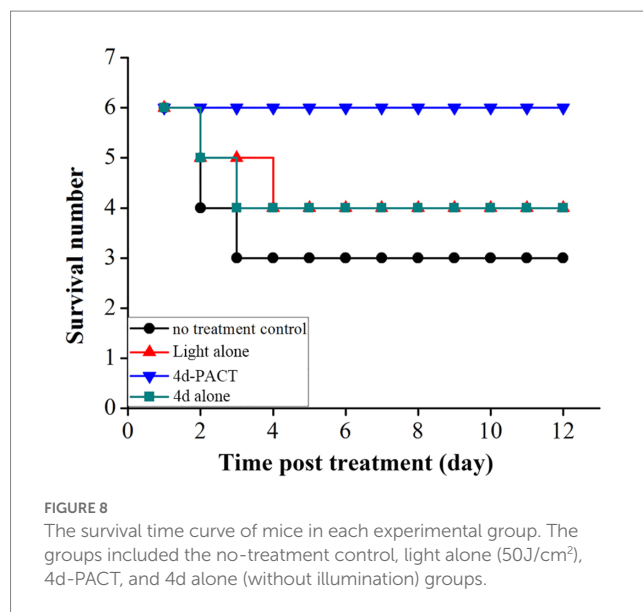 7
6
5
4
3
2
1
0
Survival number
no treatment control
Light alone
4d-PACT
4d alone
0 2 4 6 8 10 12
Time post treatment (day)
FIGURE 8
The survival time curve of mice in each experimental group. The
groups included the no-treatment control, light alone (50J/cm²),
4d-PACT, and 4d alone (without illumination) groups.